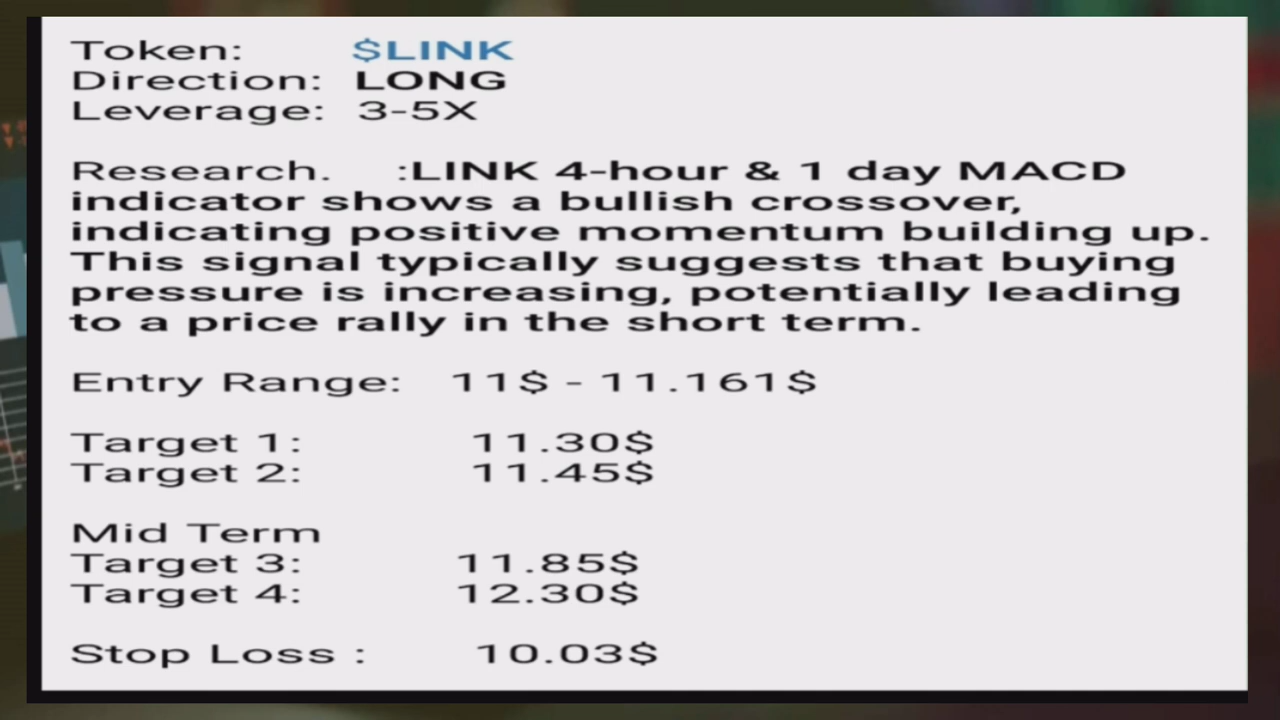 Token: $LINK
Direction: LONG
Leverage: 3-5X
Research. :LINK 4-hour & 1 day MACD
indicator shows a bullish crossover,
indicating positive momentum building up.
This signal typically suggests that buying
pressure is increasing, potentially leading
to a price rally in the short term.
Entry Range: 11$ - 11.161$
Target 1: 11.30$
Target 2: 11.45$
Mid Term
Target 3: 11.85$
Target 4: 12.30$
Stop Loss : 10.03$